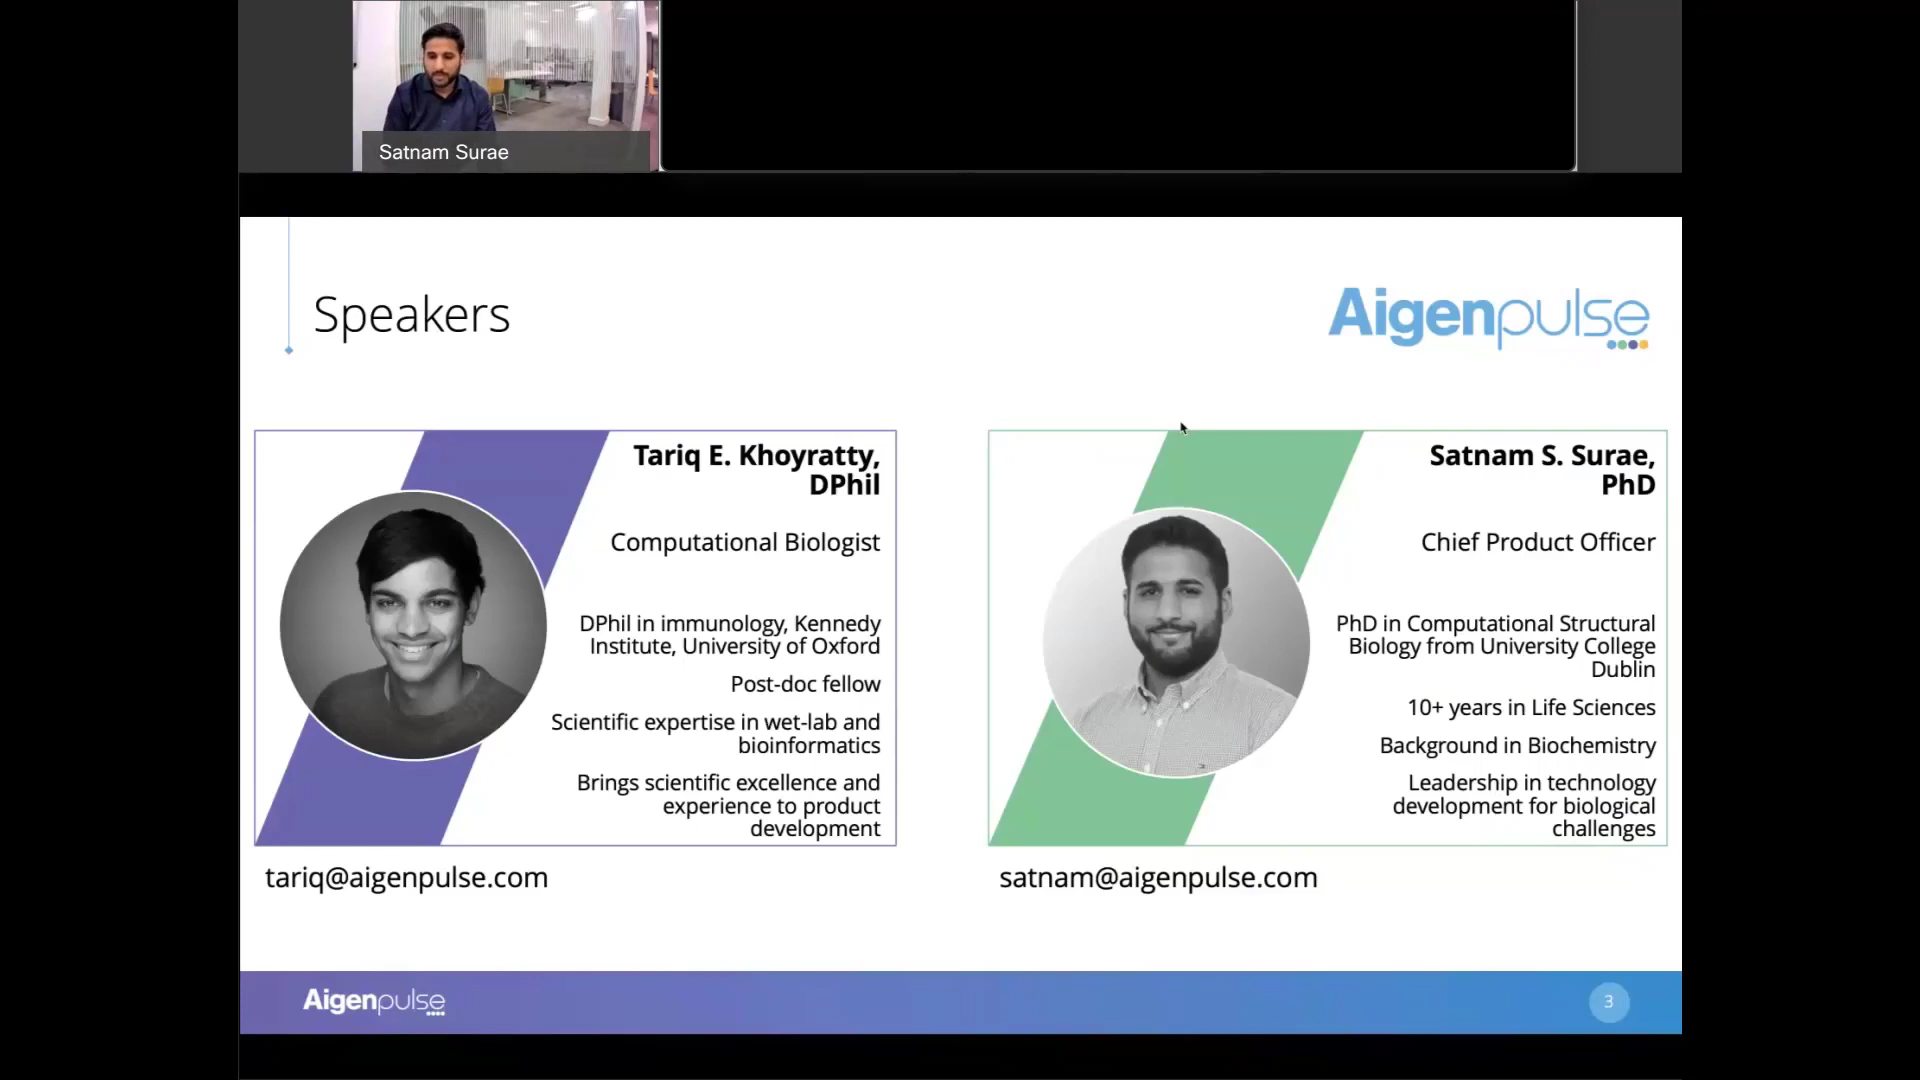 Satnam Surae
Speakers
Aigenpulse
Tariq E. Khoyratty,
DPhil
Computational Biologist
DPhil in immunology, Kennedy
Institute, University of Oxford
Post-doc fellow
Scientific expertise in wet-lab and
bioinformatics
Brings scientific excellence and
experience to product
development
tariq@aigenpulse.com
Satnam S. Surae,
PhD
Chief Product Officer
PhD in Computational Structural
Biology from University College
Dublin
10+ years in Life Sciences
Background in Biochemistry
Leadership in technology
development for biological
challenges
satnam@aigenpulse.com
Aigenpulse
3